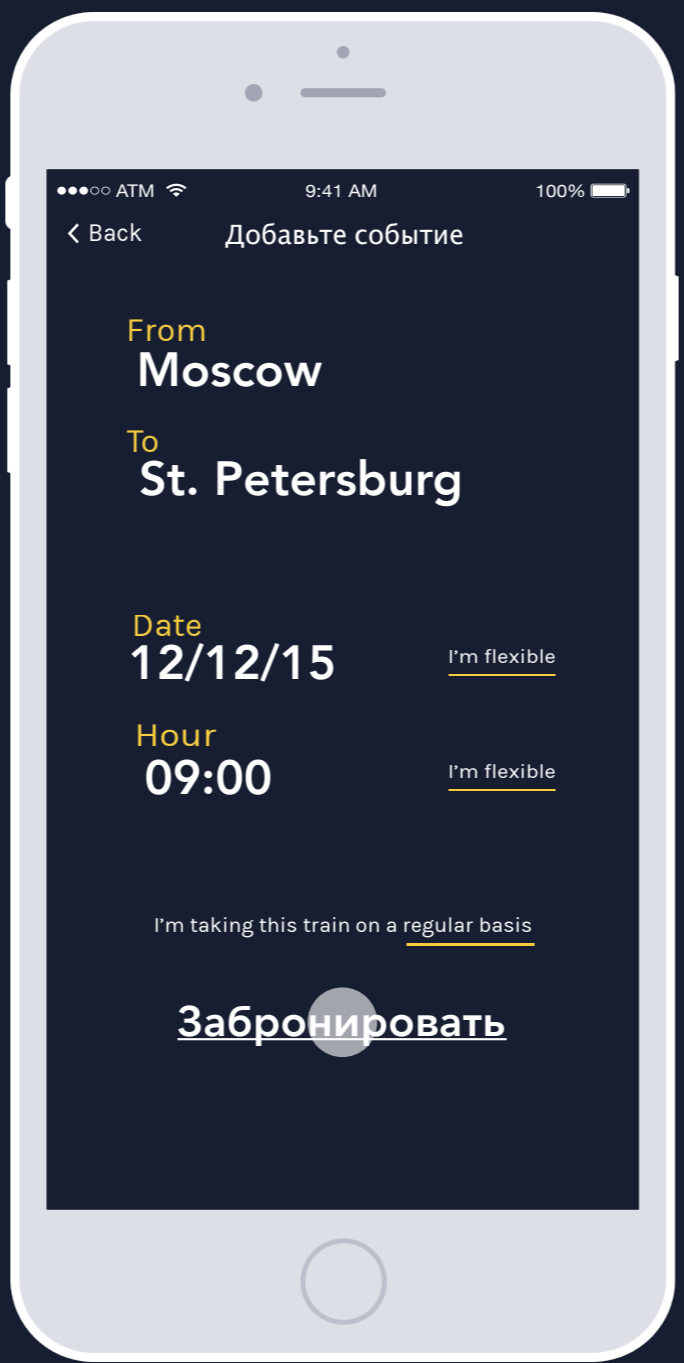 ATM 9:41 AM 100%
Back Добавьте событие
From
Moscow
To
St. Petersburg
Date
12/12/15 I'm flexible
Hour
09:00 I'm flexible
I'm taking this train on a regular basis
Забронировать